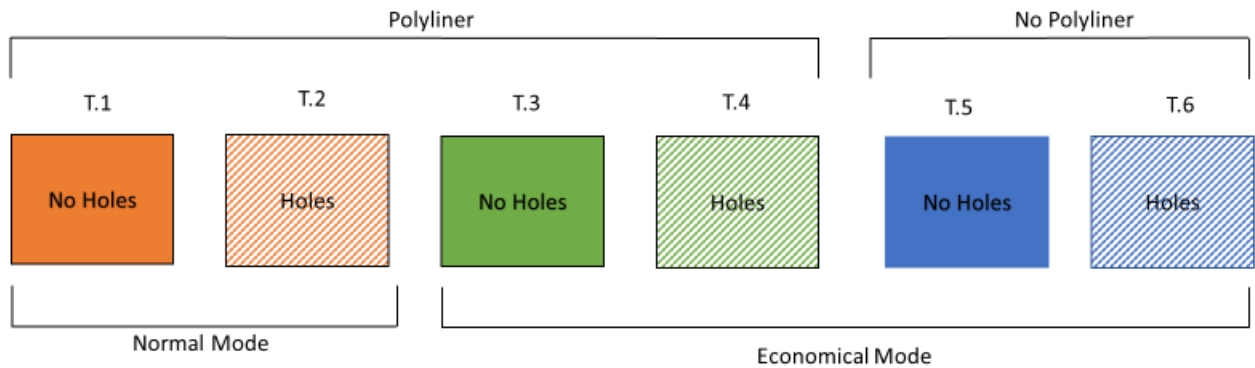 Polyliner
No Polyliner
T.1
T.2
T.3
T.4
T.5
T.6
No Holes
Holes
No Holes
Holes
No Holes
Holes
Normal Mode
Economical Mode